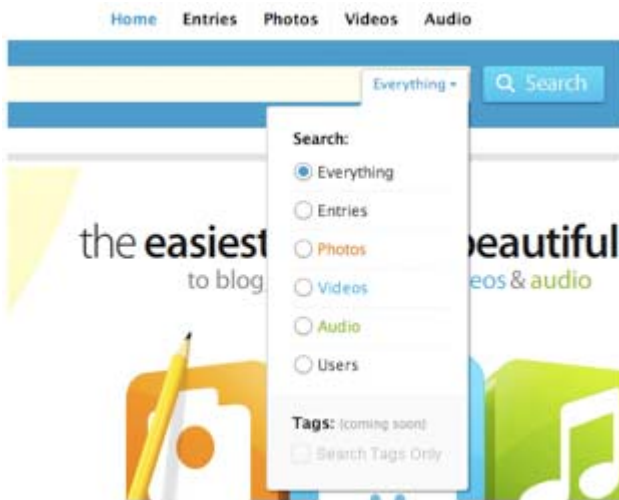 Home Entries Photos Videos Audio
Everything
Search
Search:
Everything
Entries
the easiest
Photos
beautiful
to blog
Videos
eos & audio
Audio
Users
Tags: (coming soon)
Search Tags Only